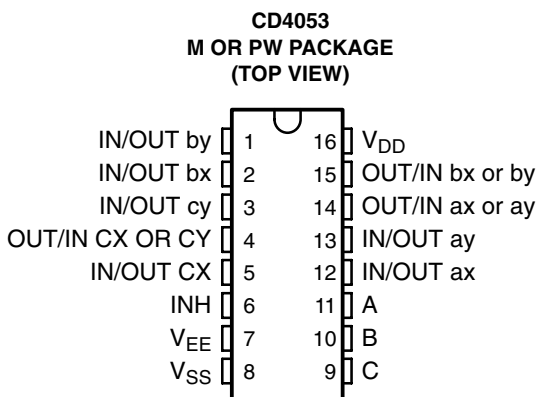 CD4053
M OR PW PACKAGE
(TOP VIEW)
IN/OUT by 1 16 VDD
IN/OUT bx 2 15 OUT/IN bx or by
IN/OUT cy 3 14 OUT/IN ax or ay
OUT/IN CX OR CY 4 13 IN/OUT ay
IN/OUT CX 5 12 IN/OUT ax
INH 6 11 A
VEE 7 10 B
VSS 8 9 C